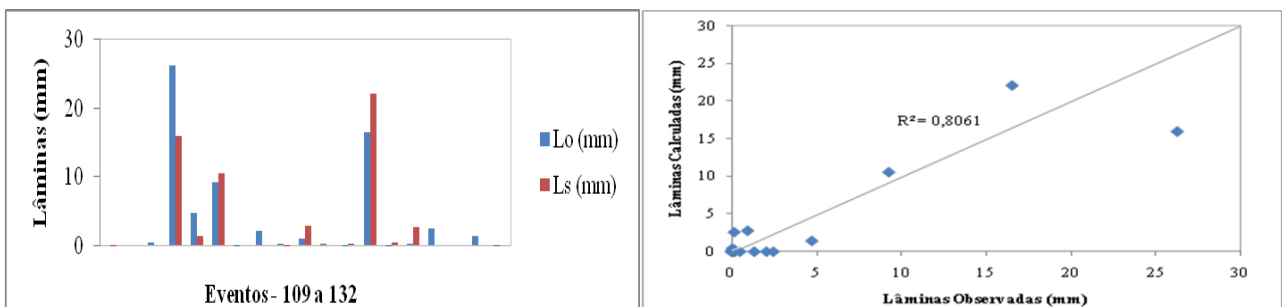 30
20
10
0
Lâminas (mm)
Lo (mm)
Ls (mm)
Eventos - 109 a 132
30
25
20
15
10
5
0
Lâminas Calculadas (mm)
R² = 0,8061
0
5
10
15
20
25
30
Lâminas Observadas (mm)